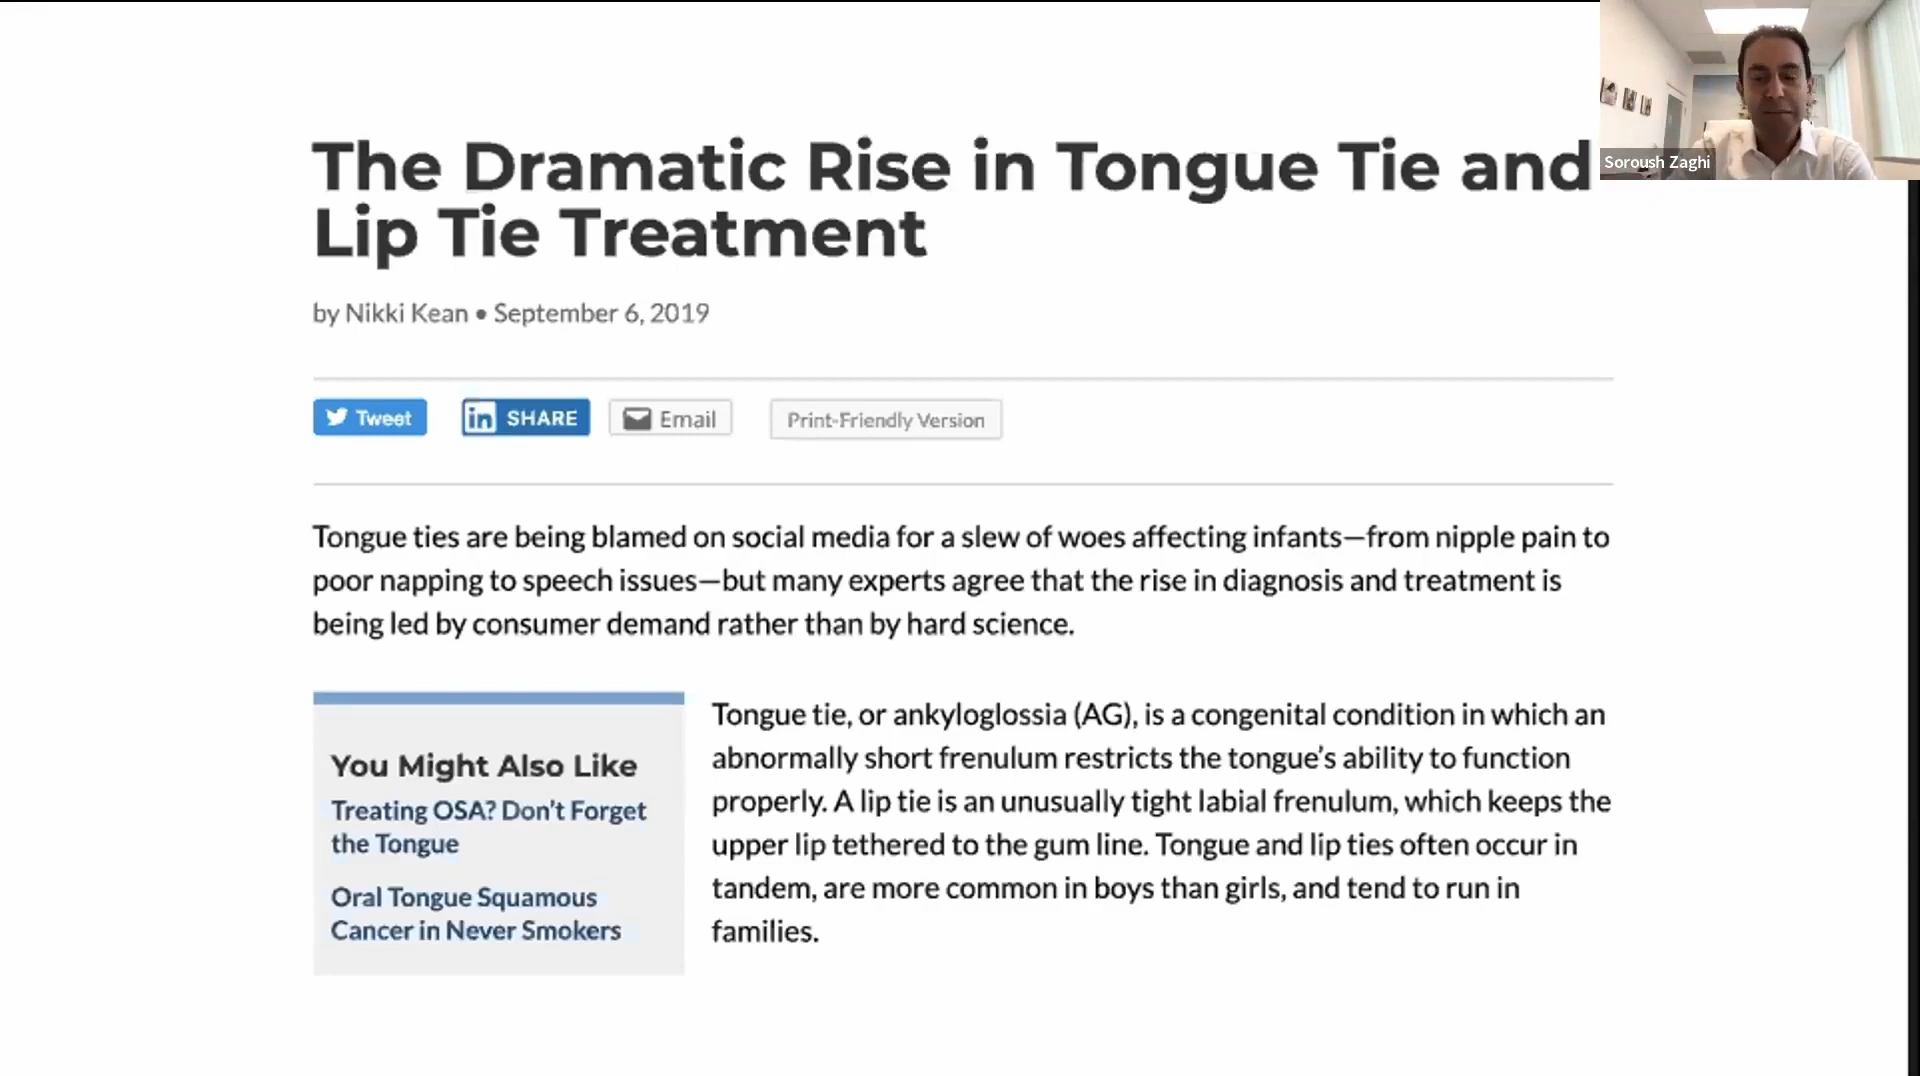 The Dramatic Rise in Tongue Tie and
Lip Tie Treatment
Soroush Zaghi
by Nikki Kean • September 6, 2019
Tweet
in SHARE
Email
Print-Friendly Version
Tongue ties are being blamed on social media for a slew of woes affecting infants—from nipple pain to
poor napping to speech issues—but many experts agree that the rise in diagnosis and treatment is
being led by consumer demand rather than by hard science.
You Might Also Like
Treating OSA? Don't Forget
the Tongue
Oral Tongue Squamous
Cancer in Never Smokers
Tongue tie, or ankyloglossia (AG), is a congenital condition in which an
abnormally short frenulum restricts the tongue's ability to function
properly. A lip tie is an unusually tight labial frenulum, which keeps the
upper lip tethered to the gum line. Tongue and lip ties often occur in
tandem, are more common in boys than girls, and tend to run in
families.